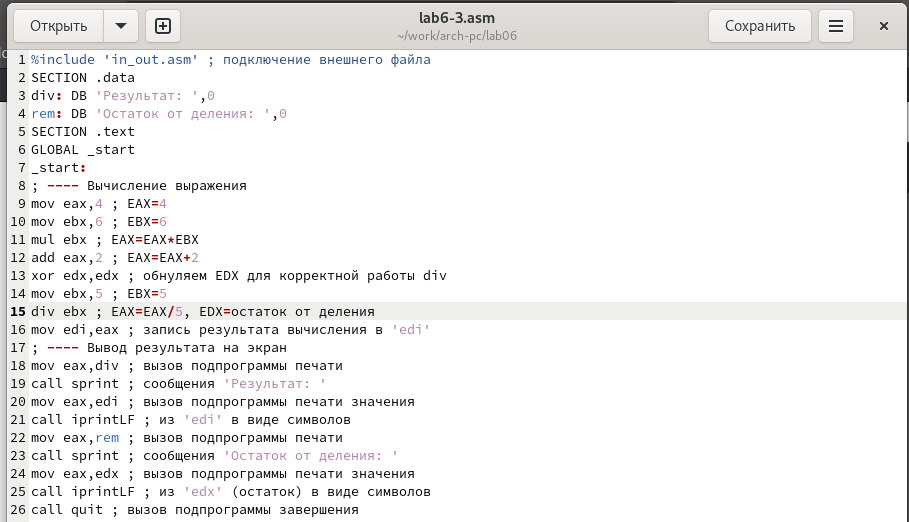 Открыть
lab6-3.asm
~/work/arch-pc/lab06
Сохранить
1 %include 'in_out.asm' ; подключение внешнего файла
2 SECTION .data
3 div: DB 'Результат: ',0
4 rem: DB 'Остаток от деления: ',0
5 SECTION .text
6 GLOBAL _start
7 _start:
8 ; ---- Вычисление выражения
9 mov eax,4 ; EAX=4
10 mov ebx,6 ; EBX=6
11 mul ebx ; EAX=EAX*EBX
12 add eax,2 ; EAX=EAX+2
13 xor edx,edx ; обнуляем EDX для корректной работы div
14 mov ebx,5 ; EBX=5
15 div ebx ; EAX=EAX/5, EDX=остаток от деления
16 mov edi,eax ; запись результата вычисления в 'edi'
17 ; ---- Вывод результата на экран
18 mov eax,div ; вызов подпрограммы печати
19 call sprint ; сообщения 'Результат: '
20 mov eax,edi ; вызов подпрограммы печати значения
21 call iprintLF ; из 'edi' в виде символов
22 mov eax,rem ; вызов подпрограммы печати
23 call sprint ; сообщения 'Остаток от деления: '
24 mov eax,edx ; вызов подпрограммы печати значения
25 call iprintLF ; из 'edx' (остаток) в виде символов
26 call quit ; вызов подпрограммы завершения